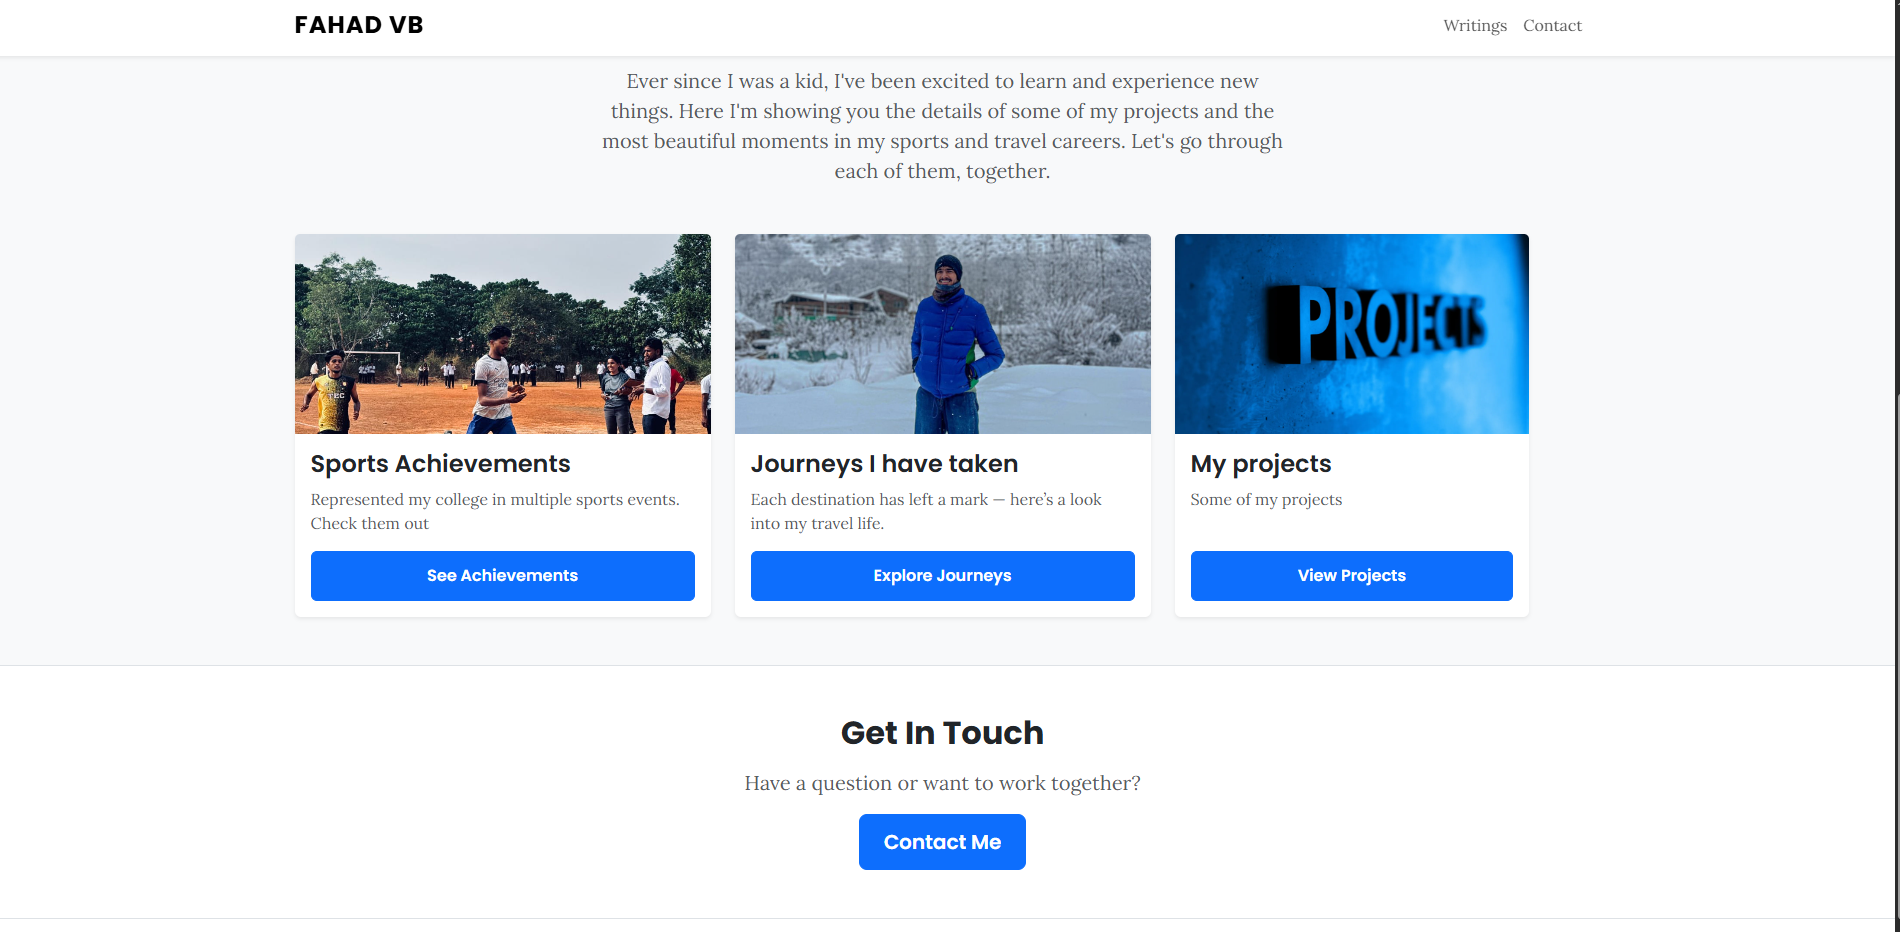 FAHAD VB
Writings
Contact
Ever since I was a kid, I've been excited to learn and experience new
things. Here I'm showing you the details of some of my projects and the
most beautiful moments in my sports and travel careers. Let's go through
each of them, together.
TEC
PROJECTS
Sports Achievements
Represented my college in multiple sports events.
Check them out
See Achievements
Journeys I have taken
Each destination has left a mark — here’s a look
into my travel life.
Explore Journeys
My projects
Some of my projects
View Projects
Get In Touch
Have a question or want to work together?
Contact Me